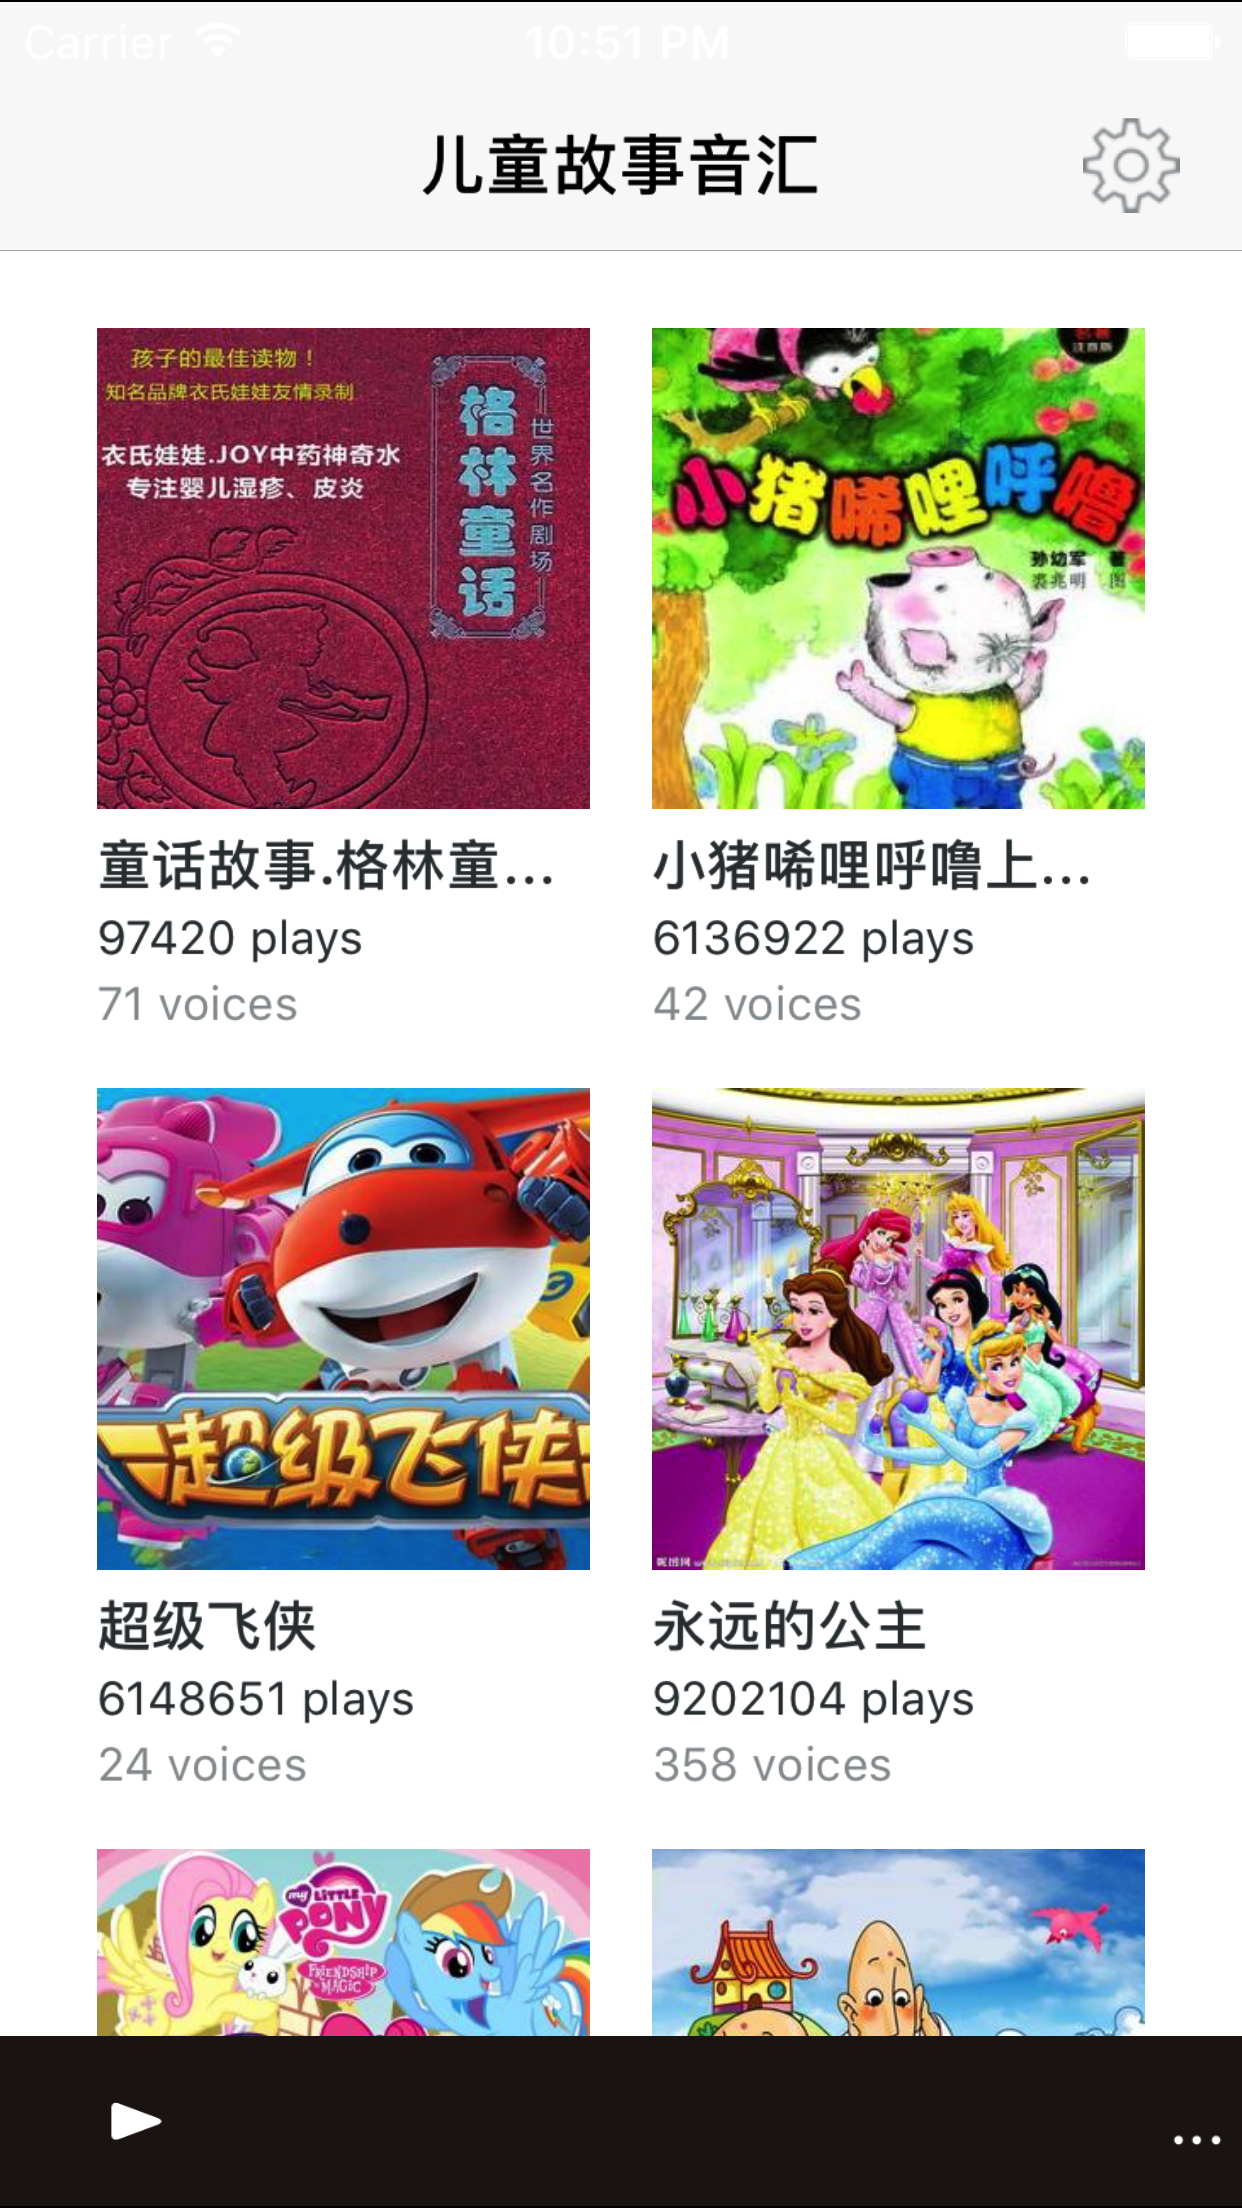 Carrier 10:51 PM
儿童故事音汇
孩子的最佳读物！
知名品牌衣氏娃娃友情录制
衣氏娃娃.JOY中药神奇水
专注婴儿湿疹、皮炎
格林童话
世界名作剧场
注音版
小猪唏哩呼噜
孙幼军 著
裘兆明 图
童话故事.格林童...
97420 plays
71 voices
小猪唏哩呼噜上...
6136922 plays
42 voices
超级飞侠
昵图网
超级飞侠
6148651 plays
24 voices
永远的公主
9202104 plays
358 voices
my LITTLE PONY
FRIENDSHIP is MAGIC
...